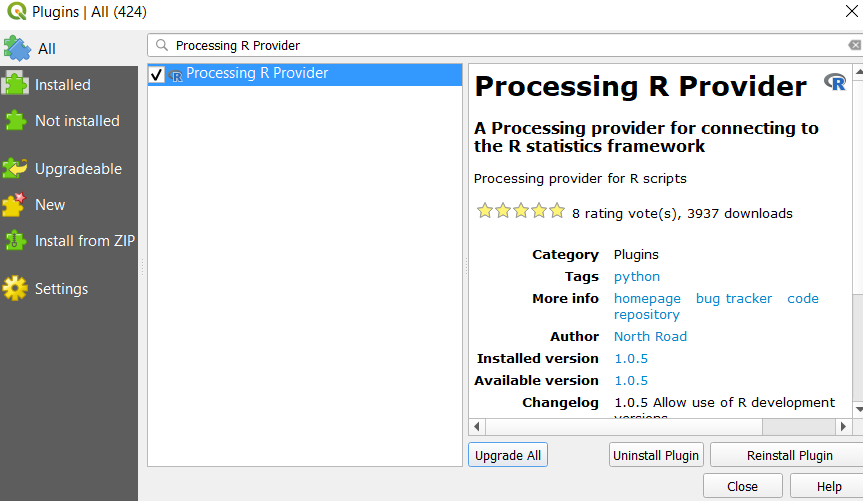 Plugins | All (424)
All
Installed
Not installed
Upgradeable
New
Install from ZIP
Settings
Processing R Provider
Processing R Provider
Processing R Provider
A Processing provider for connecting to
the R statistics framework
Processing provider for R scripts
8 rating vote(s), 3937 downloads
Category Plugins
Tags python
More info homepage bug tracker code
repository
Author North Road
Installed version 1.0.5
Available version 1.0.5
Changelog 1.0.5 Allow use of R development
versions
Upgrade All Uninstall Plugin Reinstall Plugin
Close Help